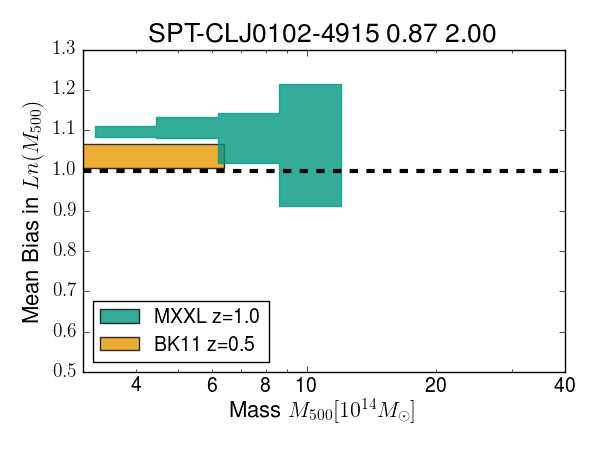 SPT-CLJ0102-4915 0.87 2.00
1.3
1.2
1.1
1.0
0.9
0.8
0.7
0.6
0.5
Mean Bias in Ln(M500)
MXXL z=1.0
BK11 z=0.5
4 6 8 10 20 40
Mass M500[10^14 M⊙]